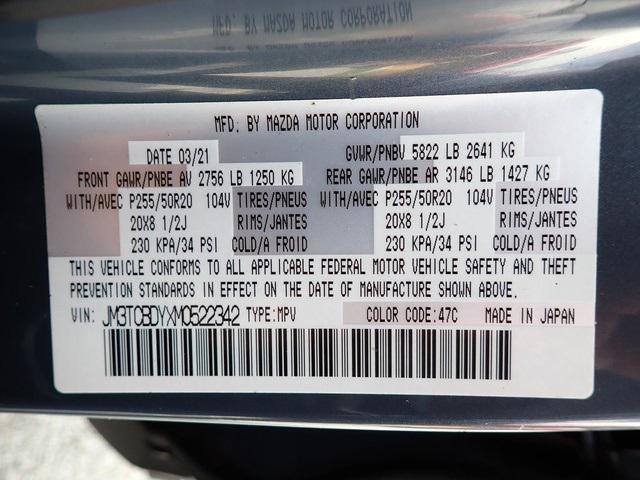 MFD. BY MAZDA MOTOR CORPORATION
DATE 03/21 GVWR/PNBV 5822 LB 2641 KG
FRONT GAWR/PNBE AV 2756 LB 1250 KG REAR GAWR/PNBE AR 3146 LB 1427 KG
WITH/AVEC P255/50R20 104V TIRES/PNEUS WITH/AVEC P255/50R20 104V TIRES/PNEUS
20X8 1/2J RIMS/JANTES 20X8 1/2J RIMS/JANTES
230 KPA/34 PSI COLD/A FROID 230 KPA/34 PSI COLD/A FROID
THIS VEHICLE CONFORMS TO ALL APPLICABLE FEDERAL MOTOR VEHICLE SAFETY AND THEFT
PREVENTION STANDARDS IN EFFECT ON THE DATE OF MANUFACTURE SHOWN ABOVE.
VIN: JM3TCBDYXM0522342 TYPE:MPV COLOR CODE:47C MADE IN JAPAN